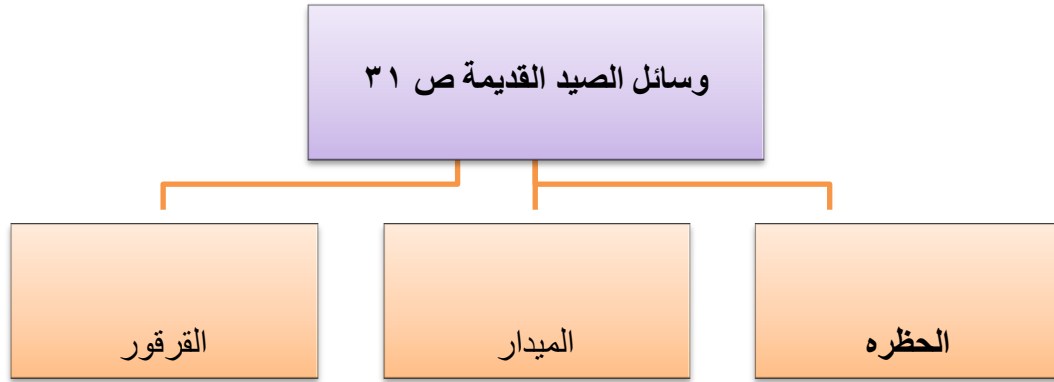 وسائل الصيد القديمة ص ٣١
الحظره
الميدار
القرقور